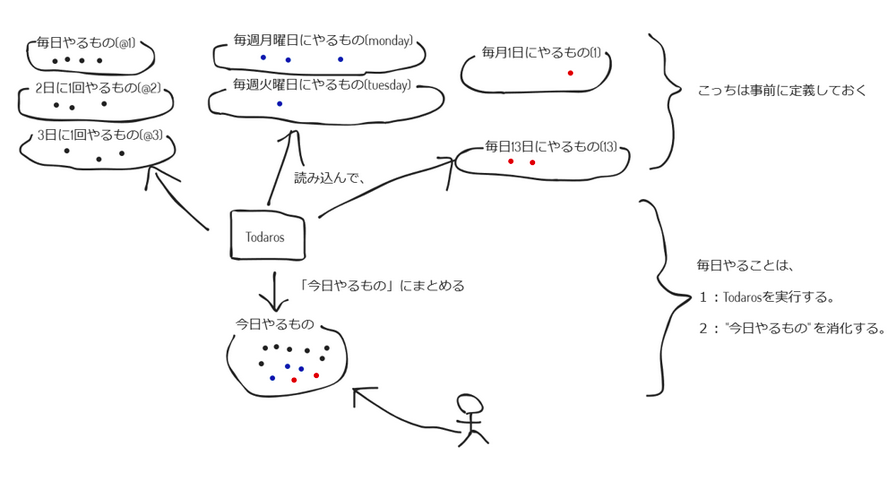 毎日やるもの(@1)
2日に1回やるもの(@2)
3日に1回やるもの(@3)
毎週月曜日にやるもの(monday)
毎週火曜日にやるもの(tuesday)
毎月1日にやるもの(1)
毎日13日にやるもの(13)
こっちは事前に定義しておく
読み込んで、
Todaros
「今日やるもの」にまとめる
今日やるもの
毎日やることは、
1：Todarosを実行する。
2："今日やるもの"を消化する。